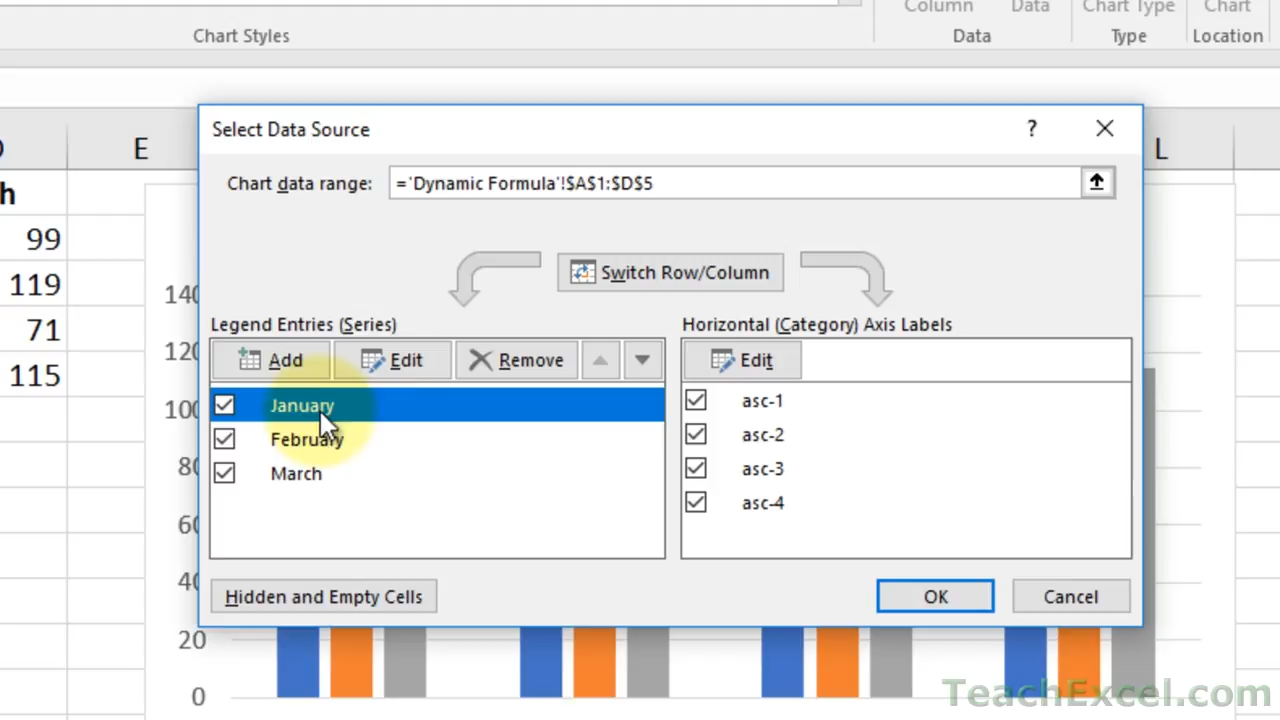 Column Data Chart Type Chart
Chart Styles Data Type Location
Select Data Source ?
E L
Chart data range: ='Dynamic Formula'!$A$1:$D$5
h
99
119
71
115
Switch Row/Column
140
120
100
80
60
40
20
0
Legend Entries (Series) Horizontal (Category) Axis Labels
Add Edit Remove Edit
January asc-1
February asc-2
March asc-3
asc-4
Hidden and Empty Cells OK Cancel
TeachExcel.com